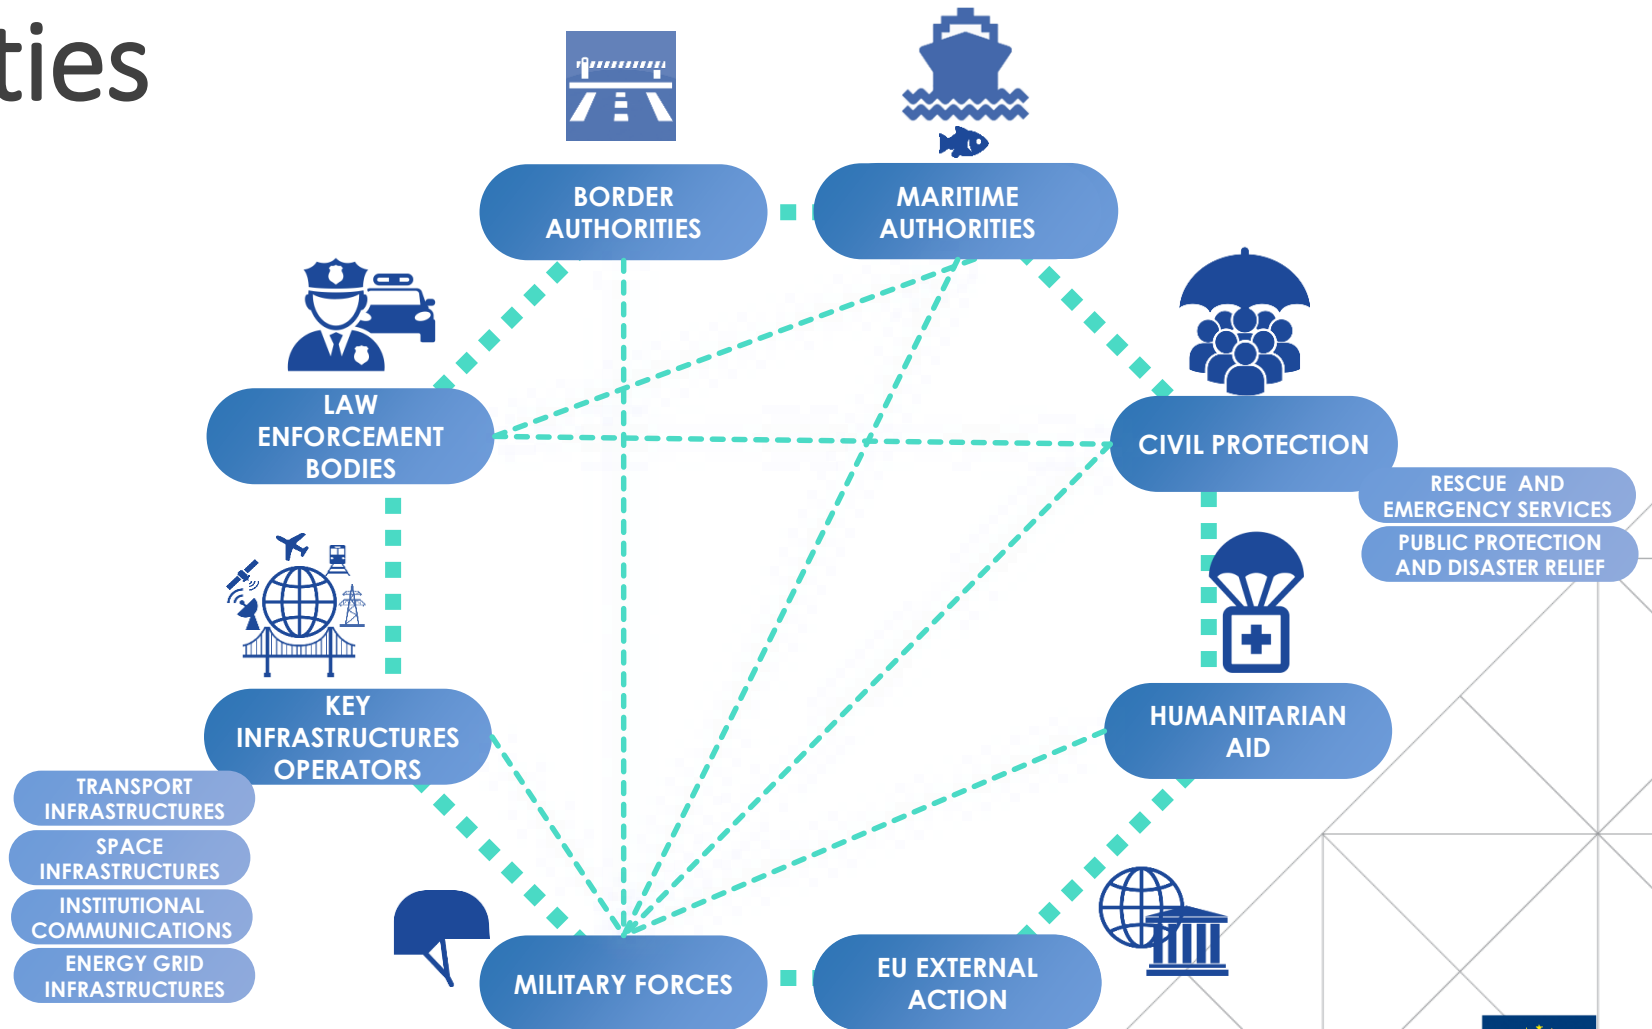 ties
BORDER
AUTHORITIES
MARITIME
AUTHORITIES
LAW
ENFORCEMENT
BODIES
CIVIL PROTECTION
RESCUE AND
EMERGENCY SERVICES
PUBLIC PROTECTION
AND DISASTER RELIEF
KEY
INFRASTRUCTURES
OPERATORS
HUMANITARIAN
AID
TRANSPORT
INFRASTRUCTURES
SPACE
INFRASTRUCTURES
INSTITUTIONAL
COMMUNICATIONS
ENERGY GRID
INFRASTRUCTURES
MILITARY FORCES
EU EXTERNAL
ACTION